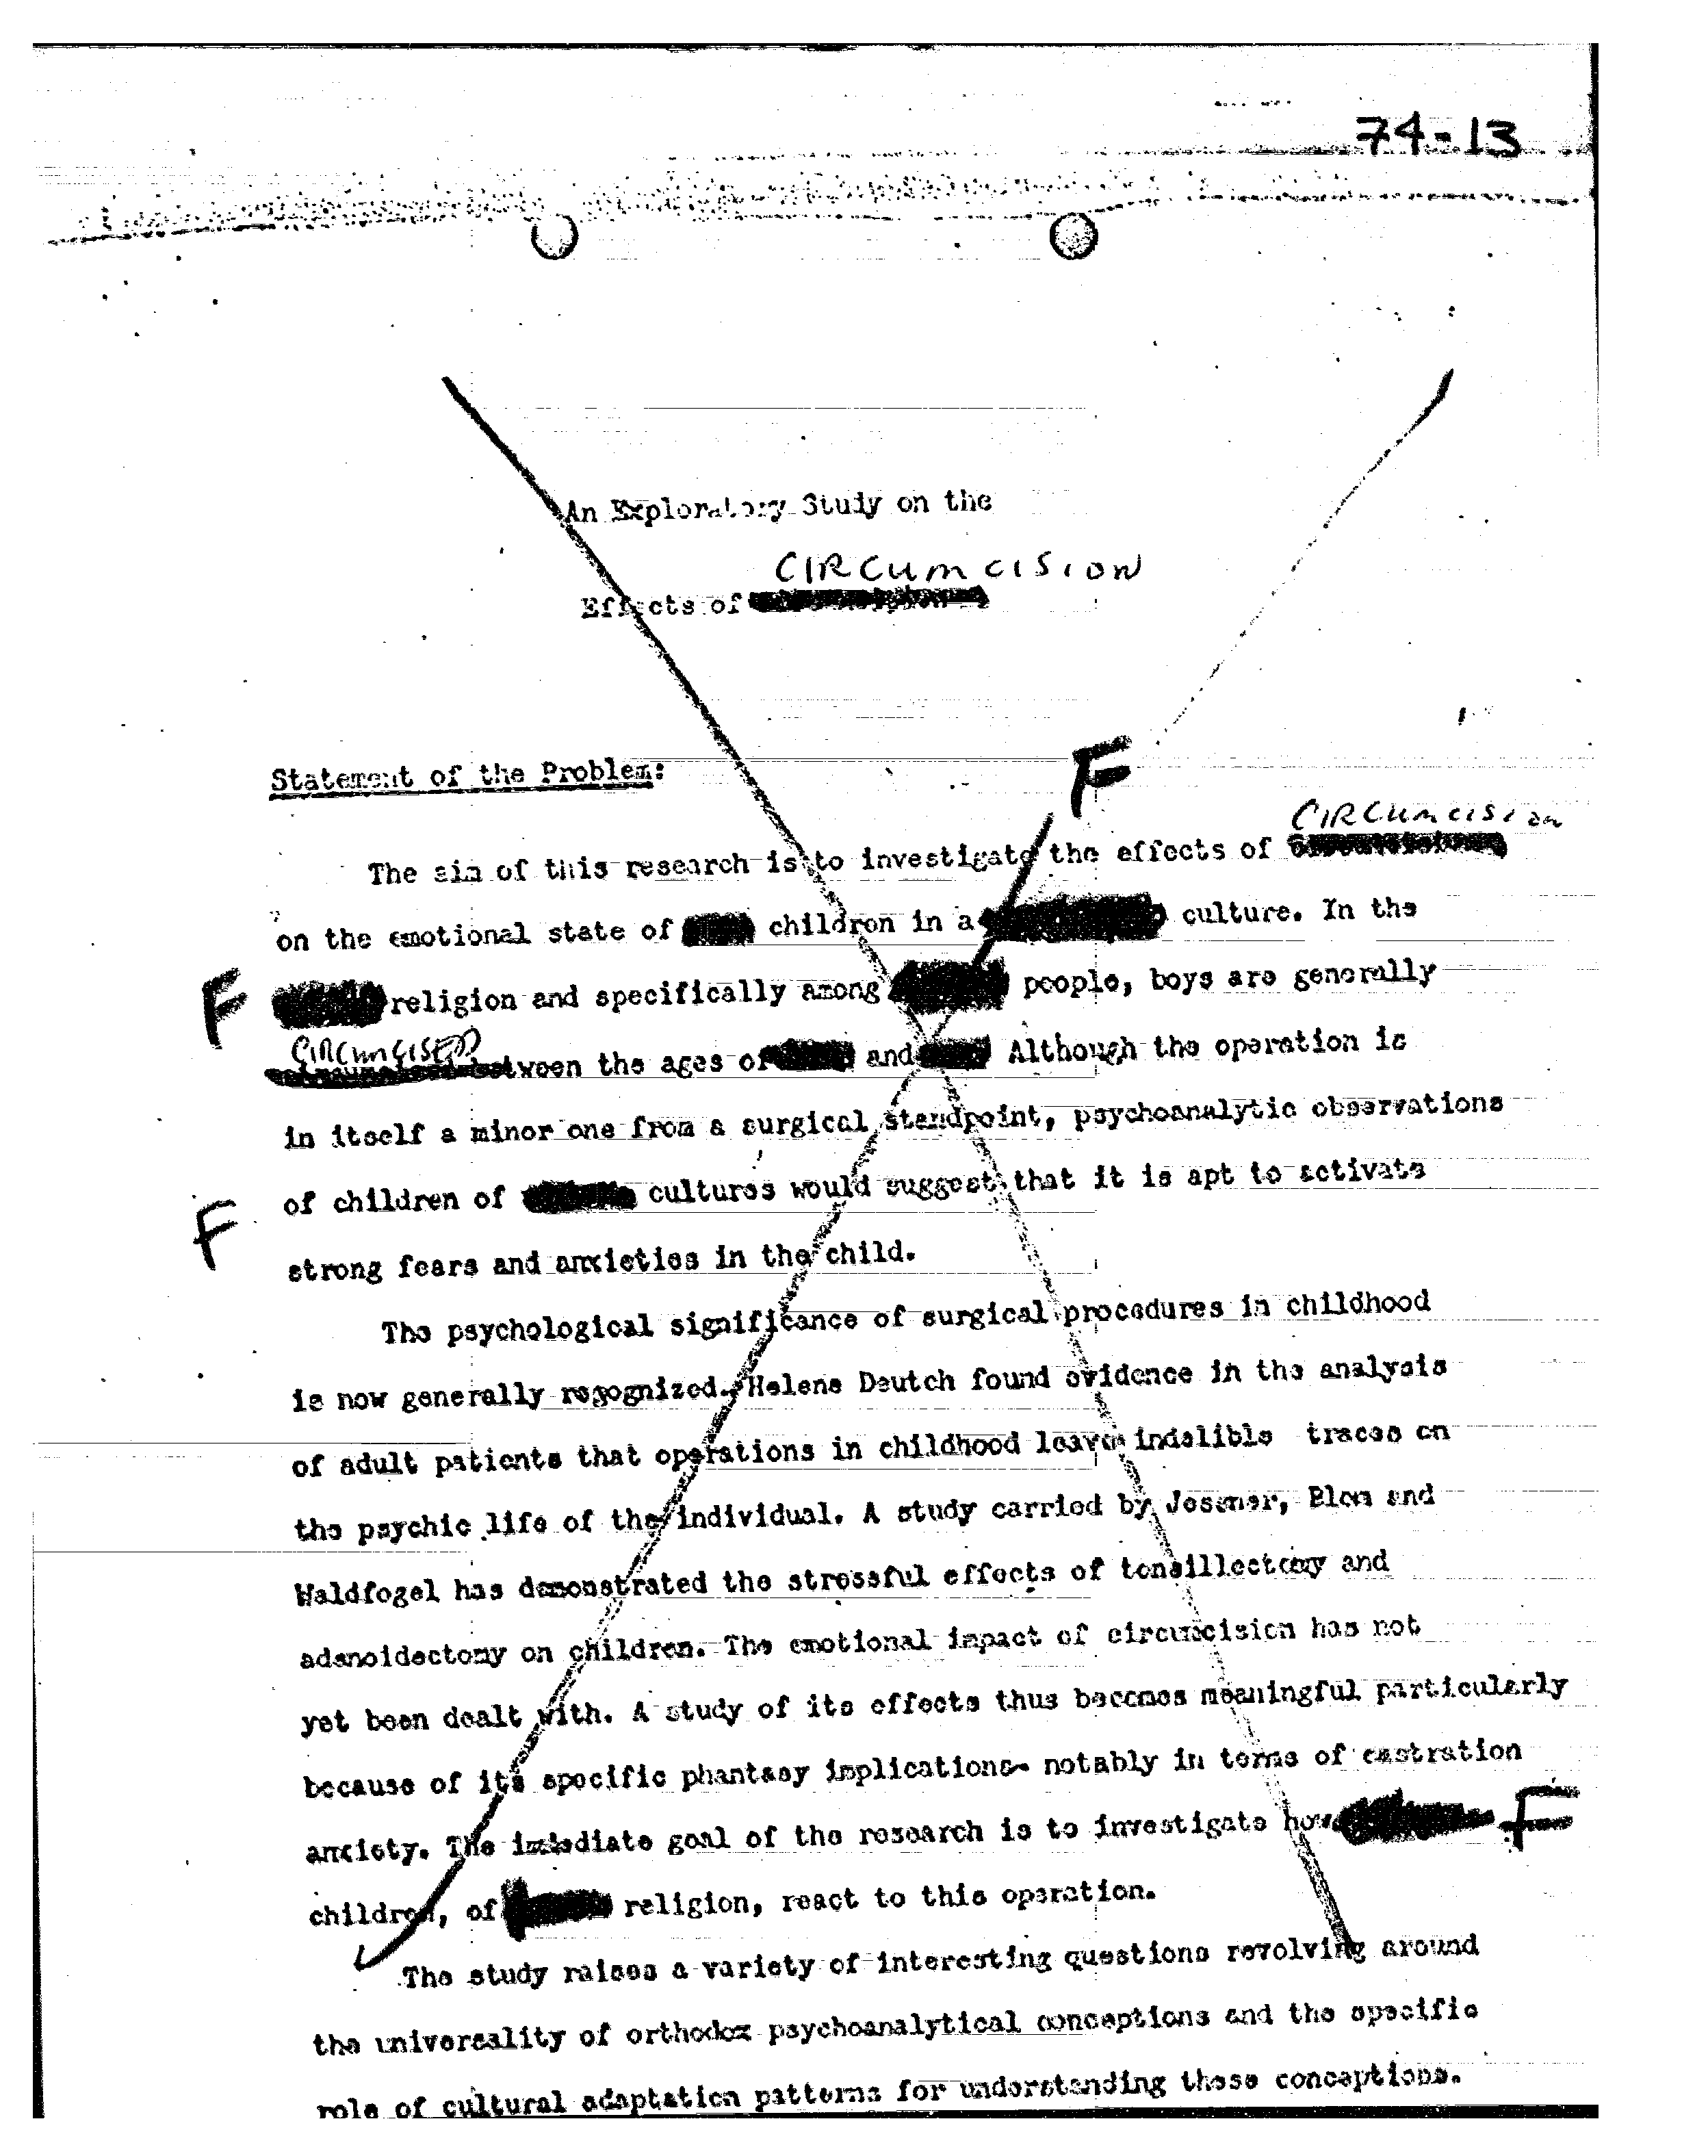 74-13
An Exploratory Study on the
CIRCUMCISION
Effects of
Statement of the Problem:
F
CIRCUMCISION
The aim of this research is to investigate the effects of
on the emotional state of children in a culture. In the
F religion and specifically among people, boys are generally
CIRCUMCISED
between the ages of and Although the operation is
in itself a minor one from a surgical standpoint, psychoanalytic observations
of children of cultures would suggest that it is apt to activate
F
strong fears and anxieties in the child.
The psychological significance of surgical procedures in childhood
is now generally recognized. Helene Deutch found evidence in the analysis
of adult patients that operations in childhood leave indelible traces on
the psychic life of the individual. A study carried by Jessner, Blom and
Waldfogel has demonstrated the stressful effects of tonsillectomy and
adenoidectomy on children. The emotional impact of circumcision has not
yet been dealt with. A study of its effects thus becomes meaningful particularly
because of its specific phantasy implications- notably in terms of castration
anxiety. The immediate goal of the research is to investigate how F
children, of religion, react to this operation.
The study raises a variety of interesting questions revolving around
the universality of orthodox psychoanalytical conceptions and the specific
role of cultural adaptation patterns for understanding these conceptions.